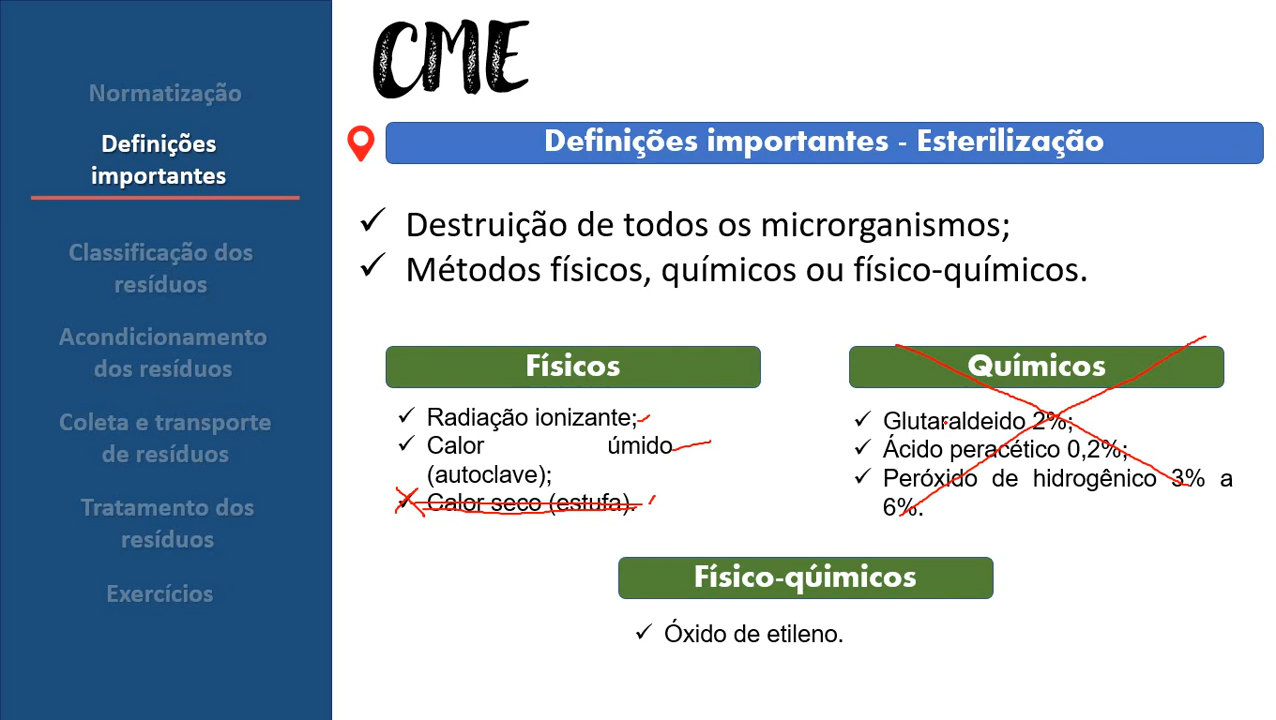 CME
Normatização
Definições
importantes
Classificação dos
resíduos
Acondicionamento
dos resíduos
Coleta e transporte
de resíduos
Tratamento dos
resíduos
Exercícios
Definições importantes - Esterilização
Destruição de todos os microrganismos;
Métodos físicos, químicos ou físico-químicos.
Físicos
Radiação ionizante;
Calor úmido
(autoclave);
Calor seco (estufa).
Químicos
Glutaraldeido 2%;
Ácido peracético 0,2%;
Peróxido de hidrogênico 3% a
6%.
Físico-qúimicos
Óxido de etileno.